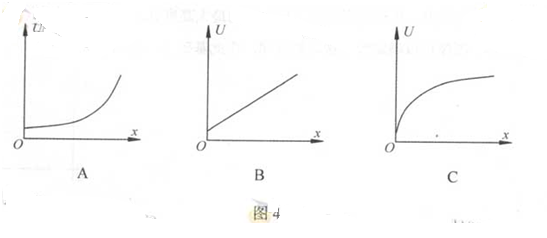 U U U
O x O x O x
A B C
图4